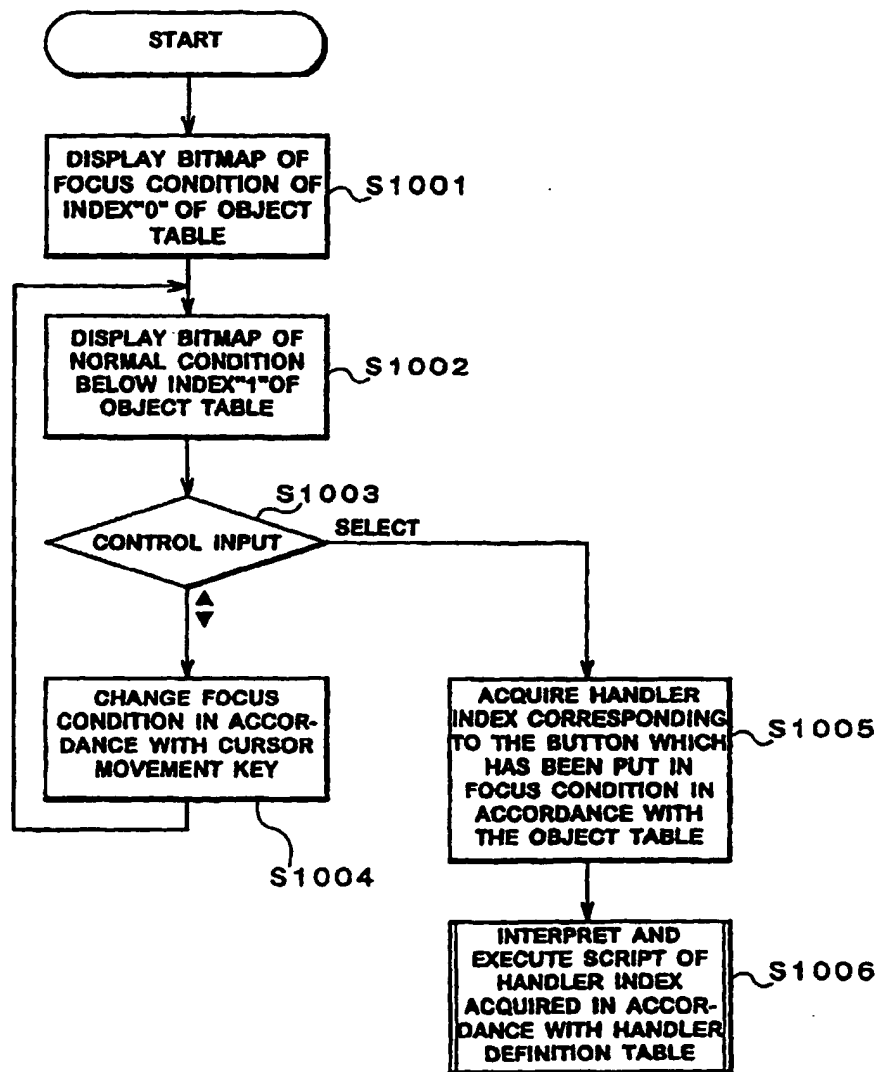 START
DISPLAY BITMAP OF
FOCUS CONDITION OF
INDEX"0" OF OBJECT
TABLE
S1001
DISPLAY BITMAP OF
NORMAL CONDITION
BELOW INDEX"1"OF
OBJECT TABLE
S1002
S1003
CONTROL INPUT
SELECT
CHANGE FOCUS
CONDITION IN ACCOR-
DANCE WITH CURSOR
MOVEMENT KEY
S1004
ACQUIRE HANDLER
INDEX CORRESPONDING
TO THE BUTTON WHICH
HAS BEEN PUT IN
FOCUS CONDITION IN
ACCORDANCE WITH
THE OBJECT TABLE
S1005
INTERPRET AND
EXECUTE SCRIPT OF
HANDLER INDEX
ACQUIRED IN ACCOR-
DANCE WITH HANDLER
DEFINITION TABLE
S1006